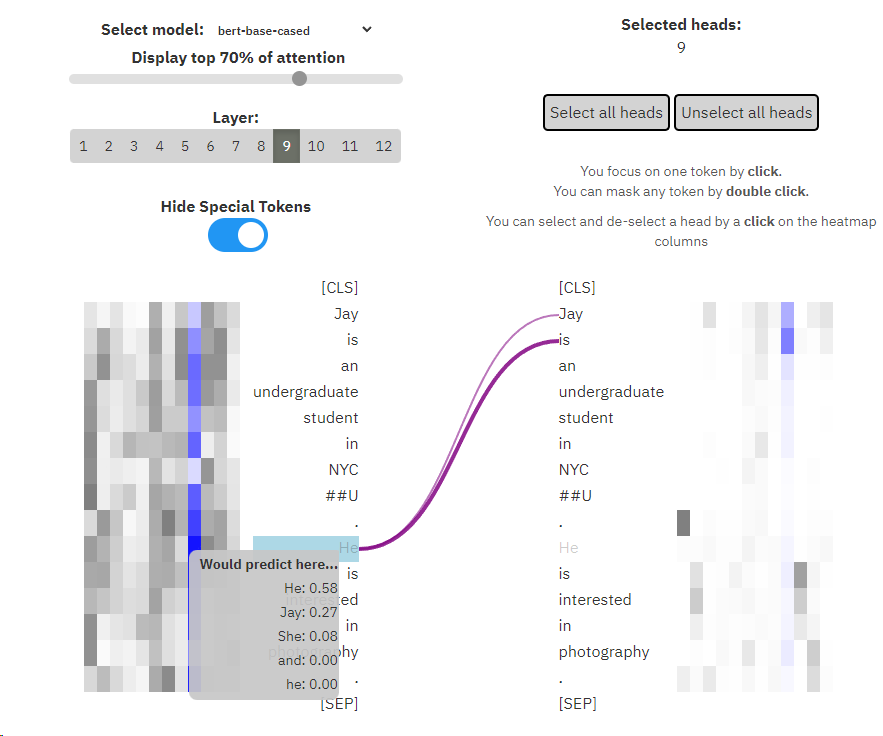 Select model: bert-base-cased
Display top 70% of attention
Layer:
1 2 3 4 5 6 7 8 9 10 11 12
Hide Special Tokens
Selected heads:
9
Select all heads Unselect all heads
You focus on one token by click.
You can mask any token by double click.
You can select and de-select a head by a click on the heatmap
columns
[CLS] [CLS]
Jay Jay
is is
an an
undergraduate undergraduate
student student
in in
NYC NYC
##U ##U
. .
He He
Would predict here...
is is
He: 0.58
interested interested
Jay: 0.27
in in
She: 0.08
photography photography
and: 0.00
. .
he: 0.00
[SEP] [SEP]